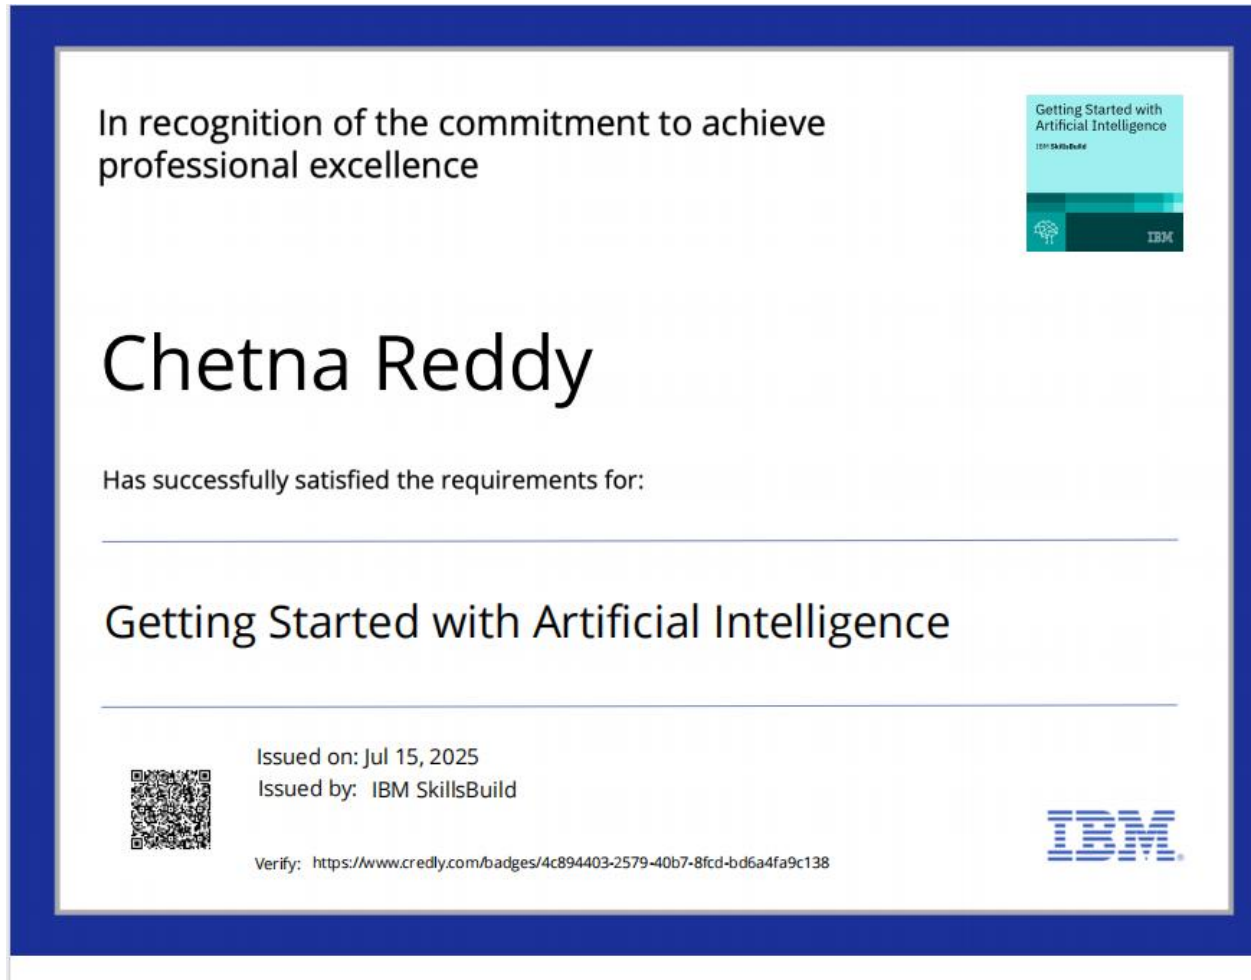 In recognition of the commitment to achieve
professional excellence
Getting Started with
Artificial Intelligence
IBM SkillsBuild
IBM
Chetna Reddy
Has successfully satisfied the requirements for:
Getting Started with Artificial Intelligence
Issued on: Jul 15, 2025
Issued by: IBM SkillsBuild
Verify: https://www.credly.com/badges/4c894403-2579-40b7-8fcd-bd6a4fa9c138
IBM.